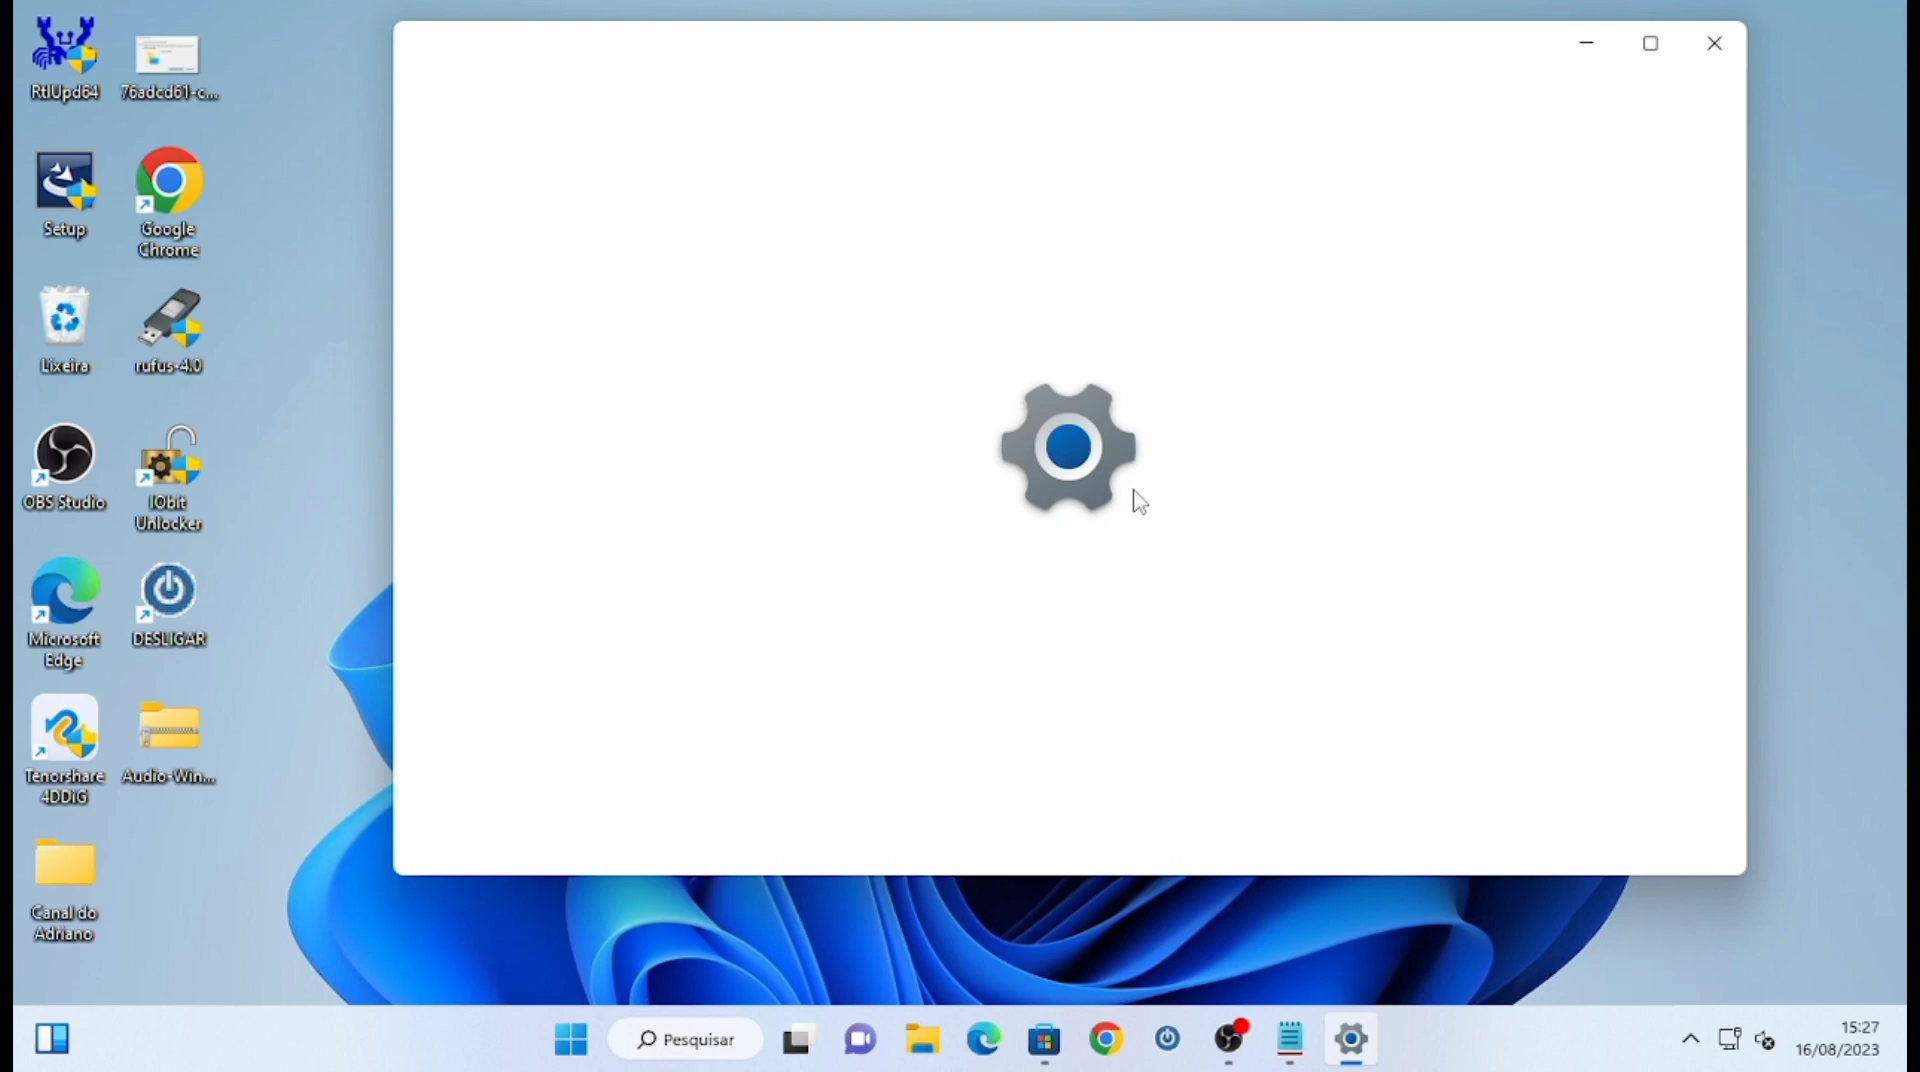 RtlUpd64
76adcd61-c...
Setup
Google
Chrome
Lixeira
rufus-4.0
OBS Studio
IObit
Unlocker
Microsoft
Edge
DESLIGAR
Tenorshare
4DDiG
Audio-Win...
Canal do
Adriano
Pesquisar
15:27
16/08/2023